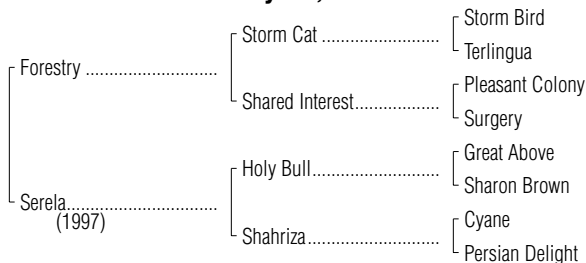 Storm Bird
Storm Cat ........................................
Terlingua
Forestry ............................................
Pleasant Colony
Shared Interest............................
Surgery
Great Above
Holy Bull..........................................
Sharon Brown
Serela..................................................
(1997)
Cyane
Shahriza............................................
Persian Delight